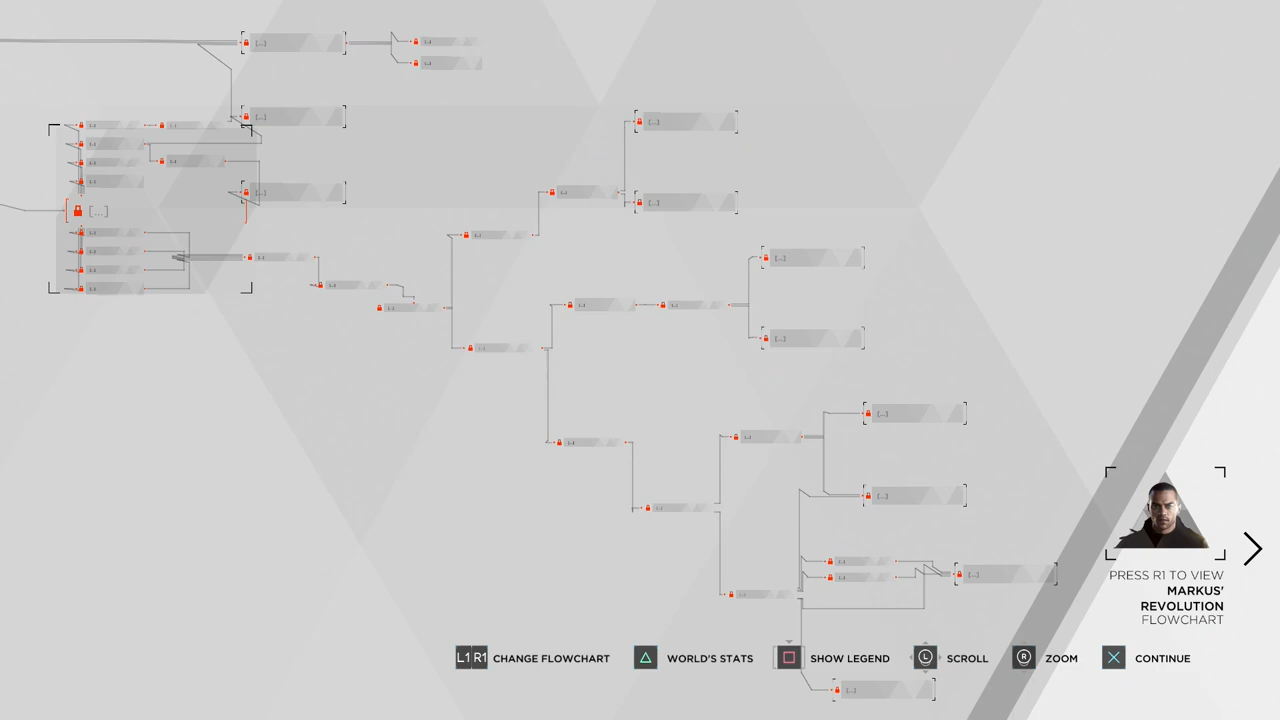 [...]
[...]
[...]
[...]
[...]
[...]
[...]
[...]
[...]
[...]
[...]
[...]
[...]
PRESS R1 TO VIEW
MARKUS'
REVOLUTION
FLOWCHART
L1 R1 CHANGE FLOWCHART WORLD'S STATS SHOW LEGEND L SCROLL R ZOOM CONTINUE